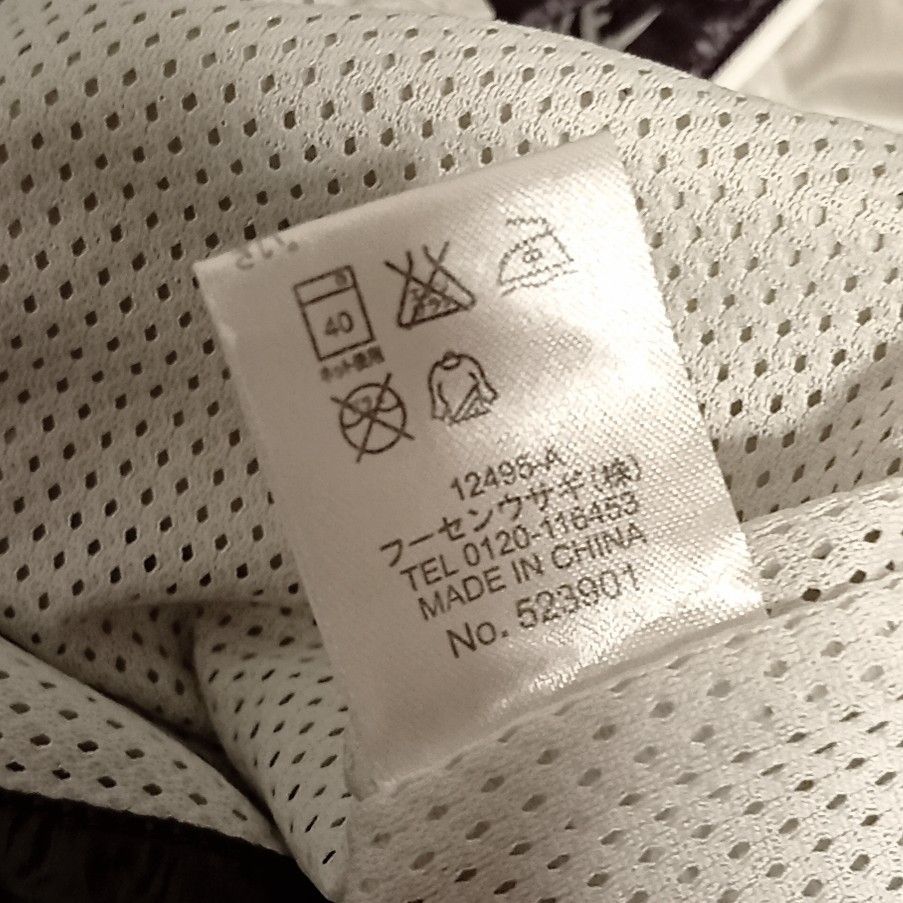 40
ネット使用
12495-A
フーセンウサギ(株)
TEL 0120-116453
MADE IN CHINA
No. 523901